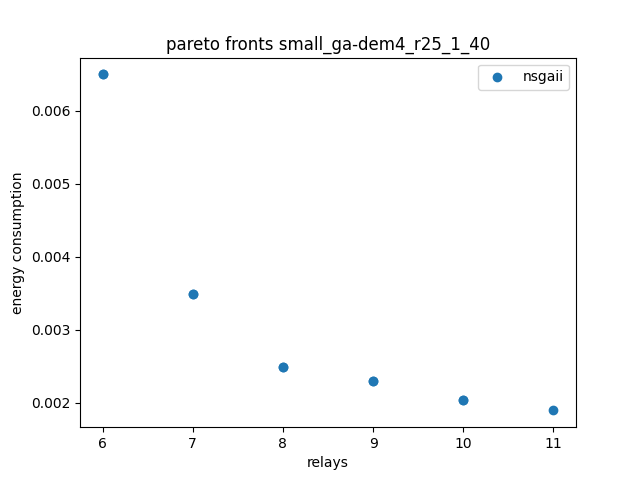 pareto fronts small_ga-dem4_r25_1_40
nsgaii
0.006
0.005
0.004
0.003
0.002
energy consumption
6 7 8 9 10 11
relays